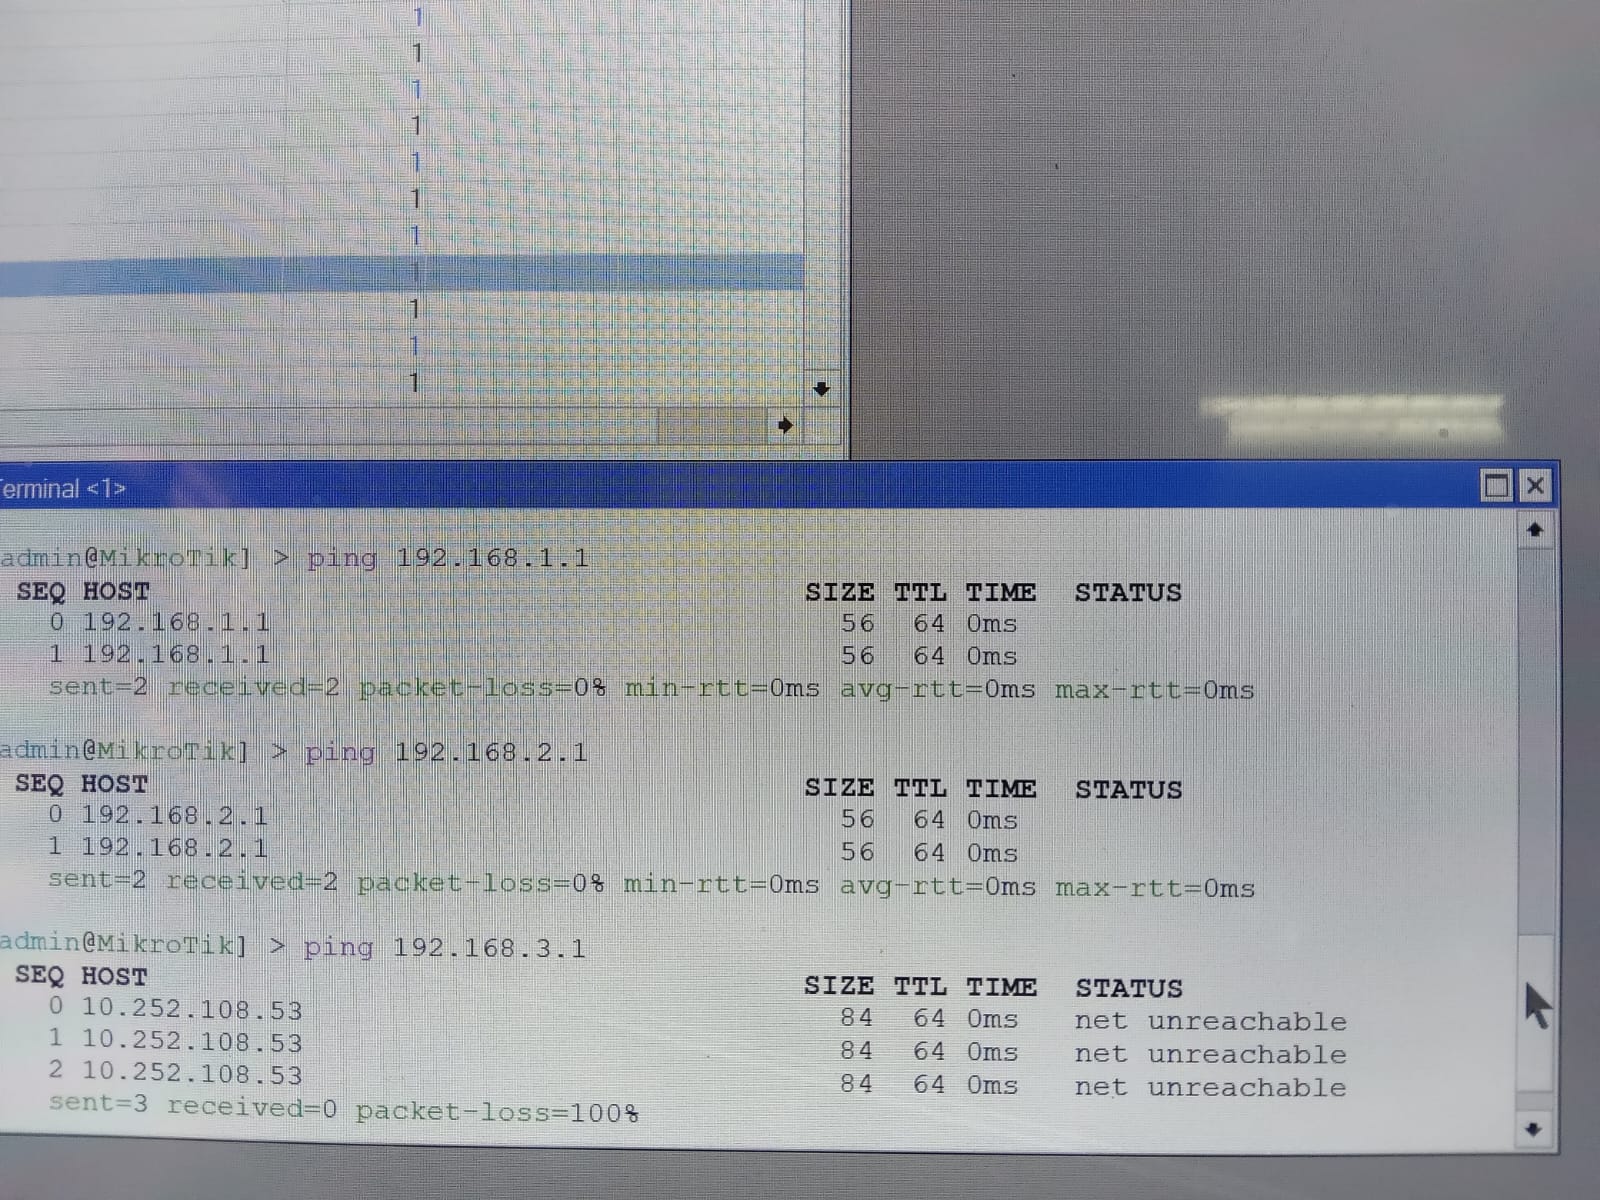 1
1
1
1
1
1
1
1
1
1
1
erminal <1>
admin@MikroTik] > ping 192.168.1.1
SEQ HOST SIZE TTL TIME STATUS
0 192.168.1.1 56 64 0ms
1 192.168.1.1 56 64 0ms
sent=2 received=2 packet-loss=0% min-rtt=0ms avg-rtt=0ms max-rtt=0ms
admin@MikroTik] > ping 192.168.2.1
SEQ HOST SIZE TTL TIME STATUS
0 192.168.2.1 56 64 0ms
1 192.168.2.1 56 64 0ms
sent=2 received=2 packet-loss=0% min-rtt=0ms avg-rtt=0ms max-rtt=0ms
admin@MikroTik] > ping 192.168.3.1
SEQ HOST SIZE TTL TIME STATUS
0 10.252.108.53 84 64 0ms net unreachable
1 10.252.108.53 84 64 0ms net unreachable
2 10.252.108.53 84 64 0ms net unreachable
sent=3 received=0 packet-loss=100%